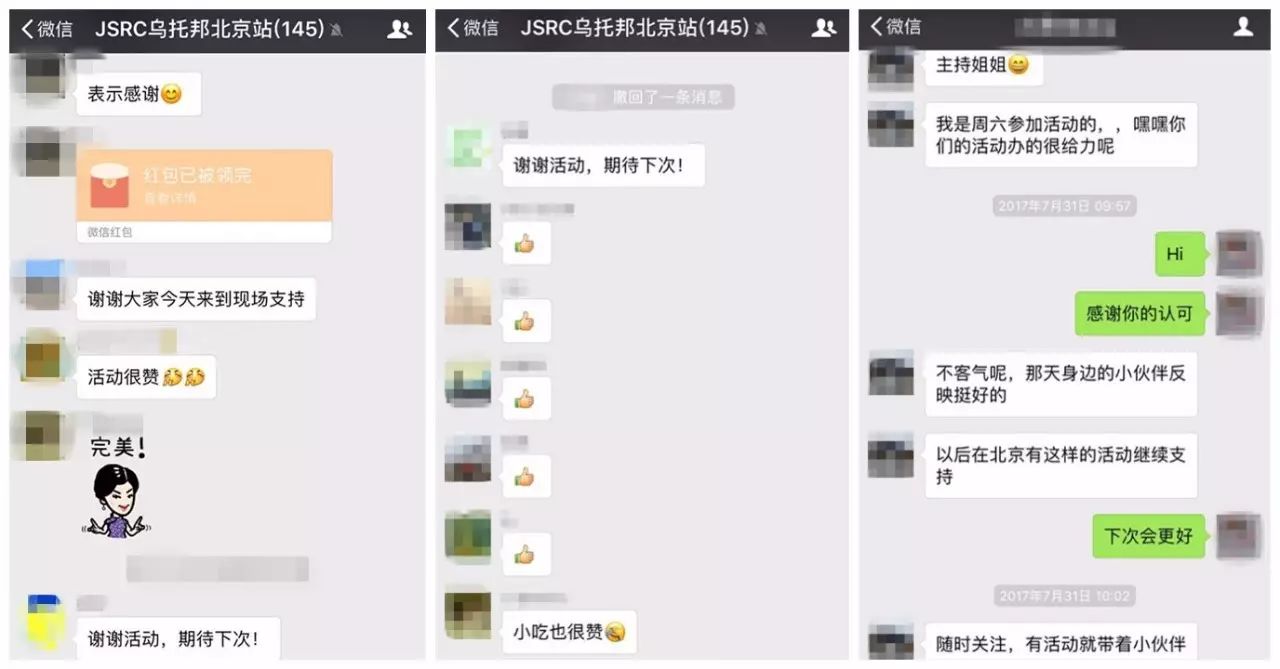 微信
JSRC乌托邦北京站(145)
表示感谢😊
红包已被领完
查看详情
微信红包
谢谢大家今天来到现场支持
活动很赞
完美!
谢谢活动，期待下次！
微信
JSRC乌托邦北京站(145)
撤回了一条消息
谢谢活动，期待下次！
👍
👍
👍
👍
👍
小吃也很赞
微信
主持姐姐😄
我是周六参加活动的，，嘿嘿你
们的活动办的很给力呢
2017年7月31日 09:57
Hi
感谢你的认可
不客气呢，那天身边的小伙伴反
映挺好的
以后在北京有这样的活动继续支
持
下次会更好
2017年7月31日 10:02
随时关注，有活动就带着小伙伴